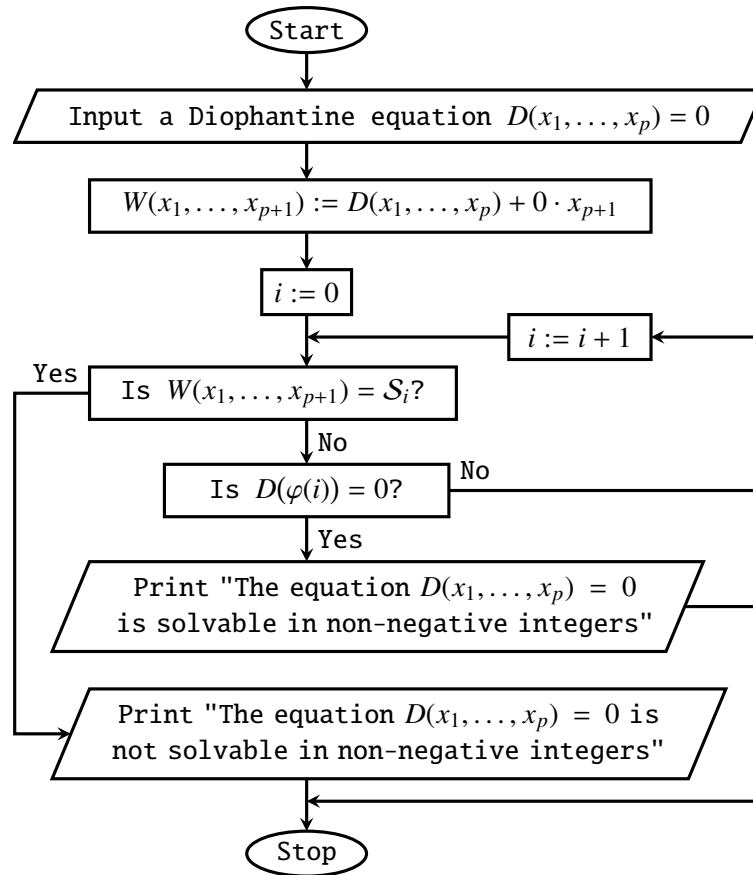 Start
Input a Diophantine equation D(x₁, . . . , xₚ) = 0
W(x₁, . . . , xₚ₊₁) := D(x₁, . . . , xₚ) + 0 · xₚ₊₁
i := 0
i := i + 1
Yes
Is W(x₁, . . . , xₚ₊₁) = 𝒮ᵢ?
No
Is D(φ(i)) = 0?
No
Yes
Print "The equation D(x₁, . . . , xₚ) = 0
is solvable in non-negative integers"
Print "The equation D(x₁, . . . , xₚ) = 0 is
not solvable in non-negative integers"
Stop